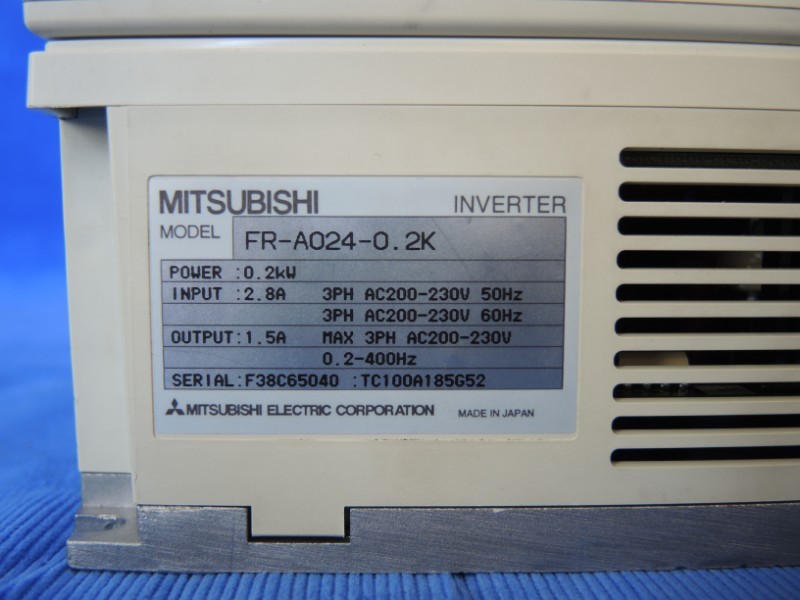 MITSUBISHI INVERTER
MODEL FR-A024-0.2K
POWER :0.2kW
INPUT :2.8A 3PH AC200-230V 50Hz
3PH AC200-230V 60Hz
OUTPUT:1.5A MAX 3PH AC200-230V
0.2-400Hz
SERIAL:F38C65040 :TC100A185G52
MITSUBISHI ELECTRIC CORPORATION MADE IN JAPAN